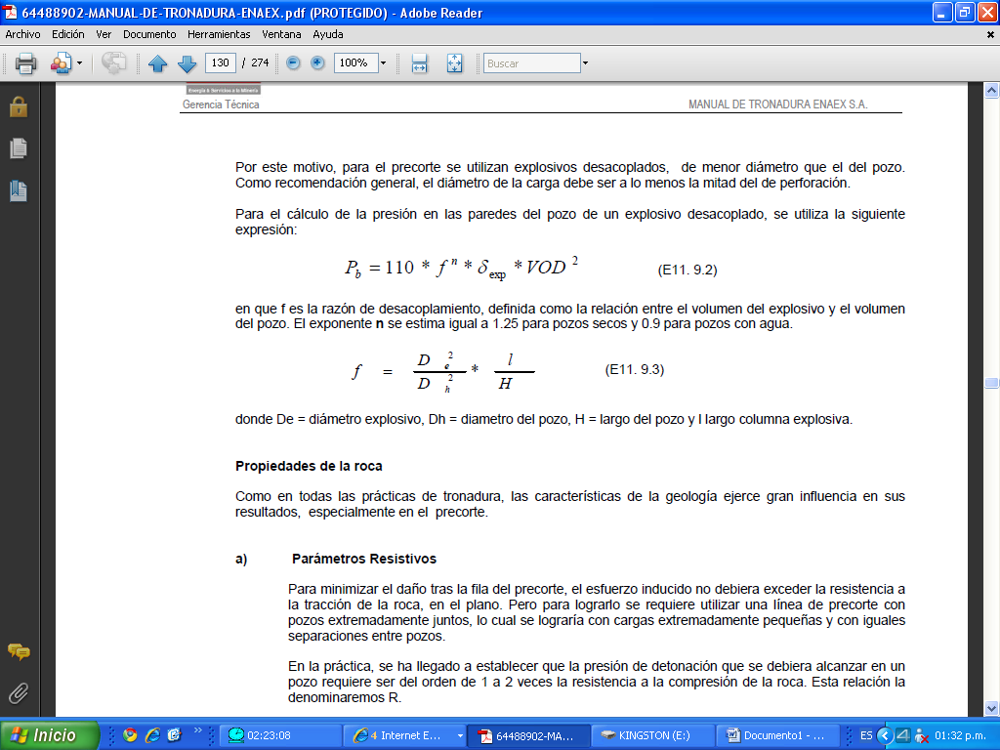 64488902-MANUAL-DE-TRONADURA-ENAEX.pdf (PROTEGIDO) - Adobe Reader
Archivo Edición Ver Documento Herramientas Ventana Ayuda
130 / 274 100% Buscar
Energía & Servicios a la Minería
Gerencia Técnica MANUAL DE TRONADURA ENAEX S.A.
Por este motivo, para el precorte se utilizan explosivos desacoplados, de menor diámetro que el del pozo.
Como recomendación general, el diámetro de la carga debe ser a lo menos la mitad del de perforación.
Para el cálculo de la presión en las paredes del pozo de un explosivo desacoplado, se utiliza la siguiente
expresión:
P_b = 110 * f^n * δ_exp * VOD^2 (E11. 9.2)
en que f es la razón de desacoplamiento, definida como la relación entre el volumen del explosivo y el volumen
del pozo. El exponente n se estima igual a 1.25 para pozos secos y 0.9 para pozos con agua.
f = D_e^2 / D_h^2 * l / H (E11. 9.3)
donde De = diámetro explosivo, Dh = diametro del pozo, H = largo del pozo y l largo columna explosiva.
Propiedades de la roca
Como en todas las prácticas de tronadura, las características de la geología ejerce gran influencia en sus
resultados, especialmente en el precorte.
a) Parámetros Resistivos
Para minimizar el daño tras la fila del precorte, el esfuerzo inducido no debiera exceder la resistencia a
la tracción de la roca, en el plano. Pero para lograrlo se requiere utilizar una línea de precorte con
pozos extremadamente juntos, lo cual se lograría con cargas extremadamente pequeñas y con iguales
separaciones entre pozos.
En la práctica, se ha llegado a establecer que la presión de detonación que se debiera alcanzar en un
pozo requiere ser del orden de 1 a 2 veces la resistencia a la compresión de la roca. Esta relación la
denominaremos R.
Inicio 02:23:08 4 Internet E... 64488902-MA... KINGSTON (E:) Documento1 - ... ES 01:32 p.m.